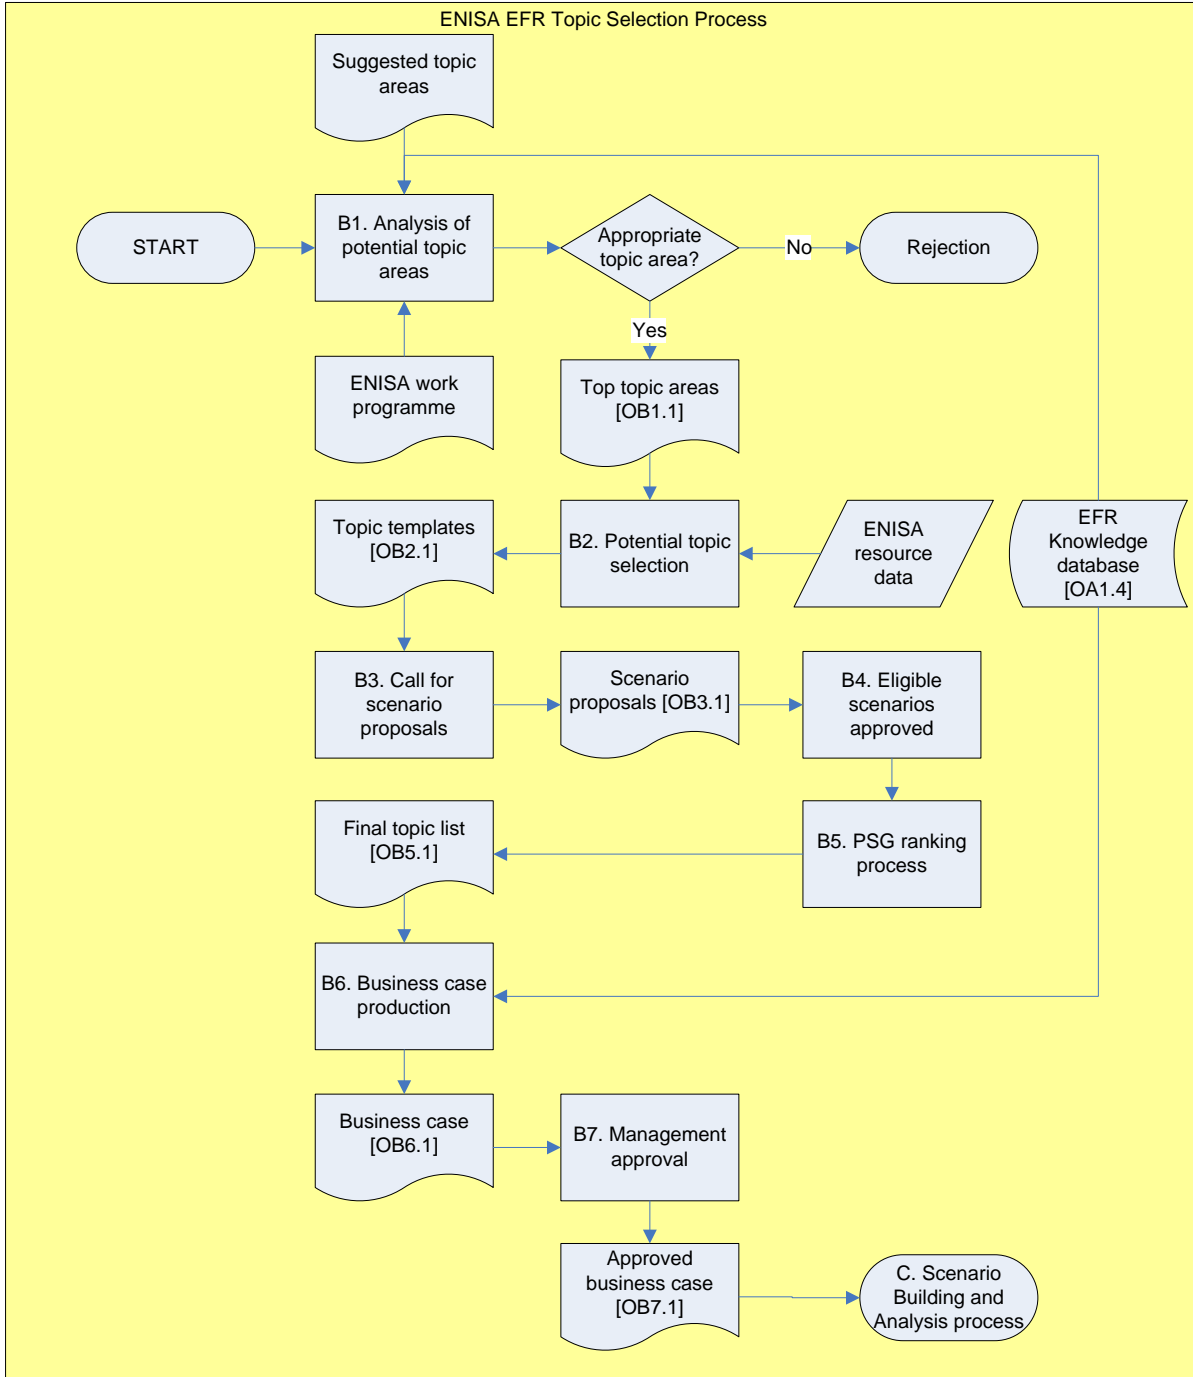 ENISA EFR Topic Selection Process
Suggested topic
areas
START
B1. Analysis of
potential topic
areas
Appropriate
topic area?
No
Rejection
Yes
ENISA work
programme
Top topic areas
[OB1.1]
Topic templates
[OB2.1]
B2. Potential topic
selection
ENISA
resource
data
EFR
Knowledge
database
[OA1.4]
B3. Call for
scenario
proposals
Scenario
proposals [OB3.1]
B4. Eligible
scenarios
approved
Final topic list
[OB5.1]
B5. PSG ranking
process
B6. Business case
production
Business case
[OB6.1]
B7. Management
approval
Approved
business case
[OB7.1]
C. Scenario
Building and
Analysis process